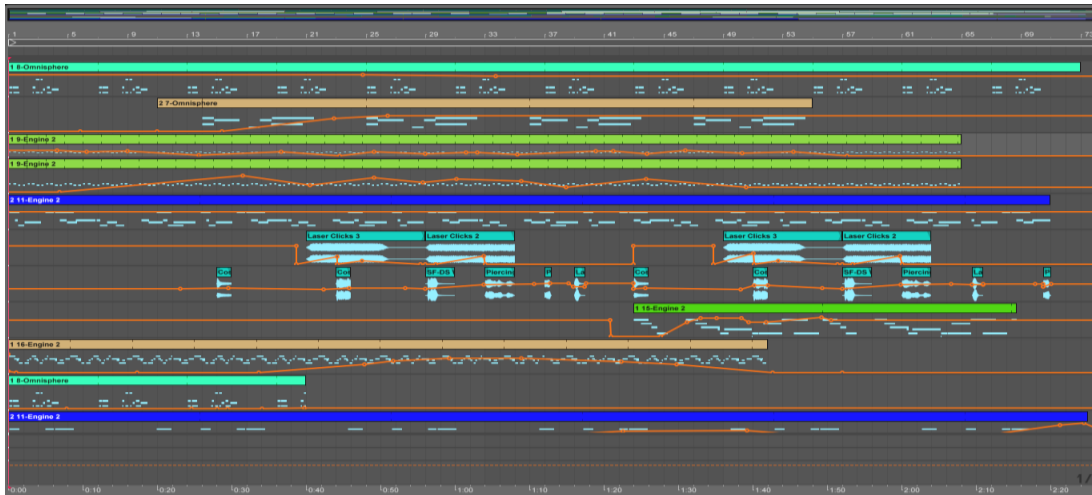 1 5 9 13 17 21 25 29 33 37 41 45 49 53 57 61 65 69 73
1 8-Omnisphere
2 7-Omnisphere
1 9-Engine 2
1 9-Engine 2
2 11-Engine 2
Laser Clicks 3 Laser Clicks 2 Laser Clicks 3 Laser Clicks 2
Coi Coi SF-DS Piercin P La Coi Coi SF-DS Piercin La P
1 15-Engine 2
1 16-Engine 2
1 8-Omnisphere
2 11-Engine 2
1/
0:00 0:10 0:20 0:30 0:40 0:50 1:00 1:10 1:20 1:30 1:40 1:50 2:00 2:10 2:20